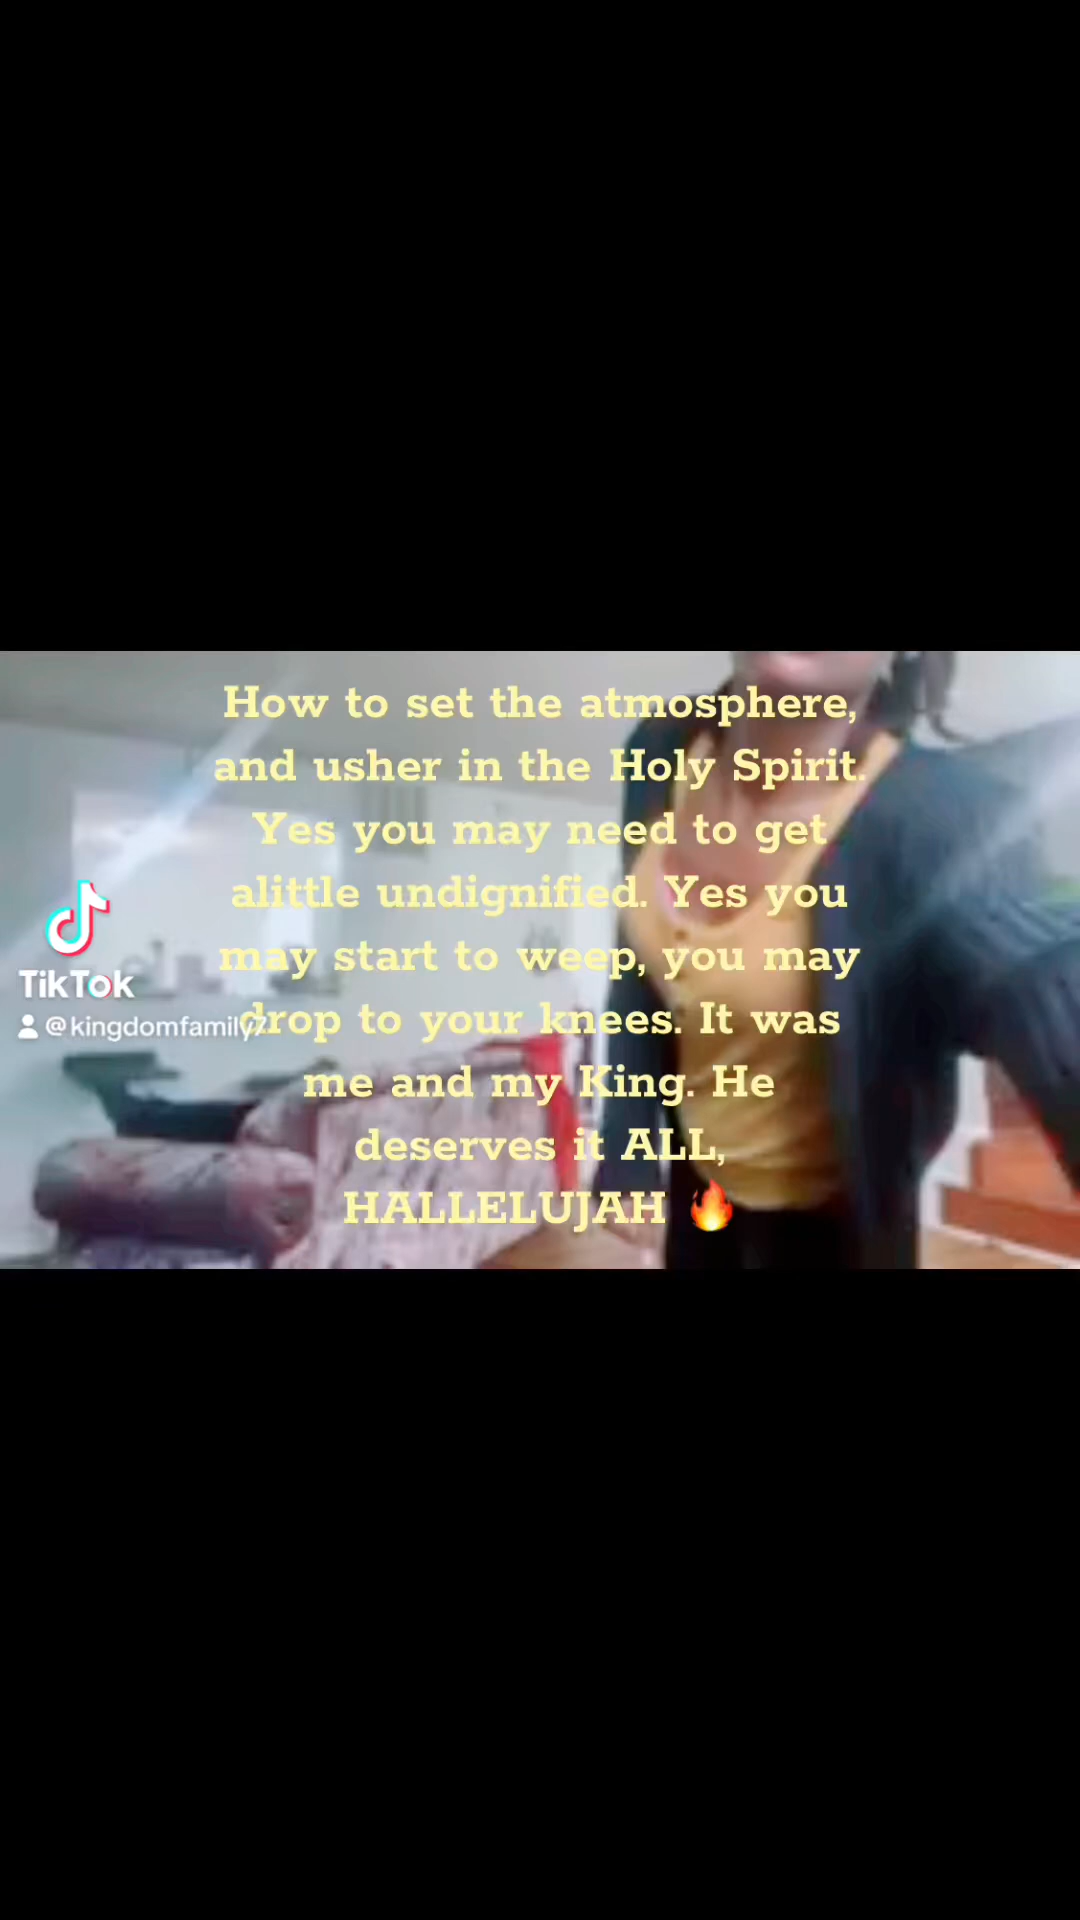 How to set the atmosphere,
and usher in the Holy Spirit.
Yes you may need to get
alittle undignified. Yes you
may start to weep, you may
drop to your knees. It was
me and my King. He
deserves it ALL,
HALLELUJAH 🔥
TikTok
@kingdomfamily7